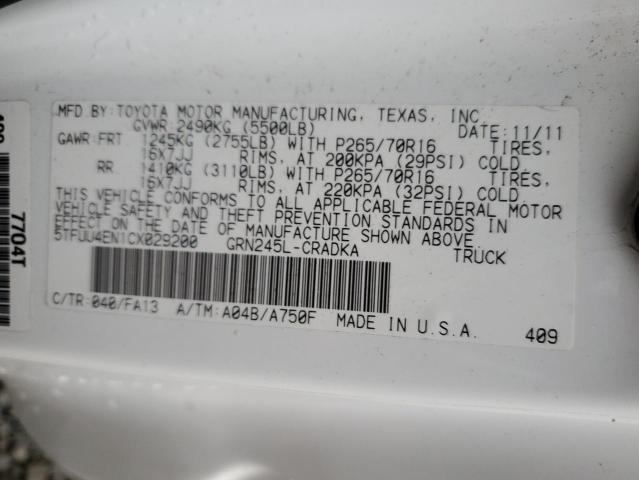 MFD.BY:TOYOTA MOTOR MANUFACTURING, TEXAS, INC.
GVWR 2490KG (5500LB) DATE:11/11
GAWR:FRT 1245KG (2755LB) WITH P265/70R16 TIRES,
16X7JJ RIMS, AT 200KPA (29PSI) COLD
RR 1410KG (3110LB) WITH P265/70R16 TIRES,
16X7JJ RIMS, AT 220KPA (32PSI) COLD
THIS VEHICLE CONFORMS TO ALL APPLICABLE FEDERAL MOTOR
VEHICLE SAFETY AND THEFT PREVENTION STANDARDS IN
EFFECT ON THE DATE OF MANUFACTURE SHOWN ABOVE.
5TFUU4EN1CX029200 GRN245L-CRADKA TRUCK
C/TR:040/FA13 A/TM:A04B/A750F MADE IN U.S.A. 409
7704T